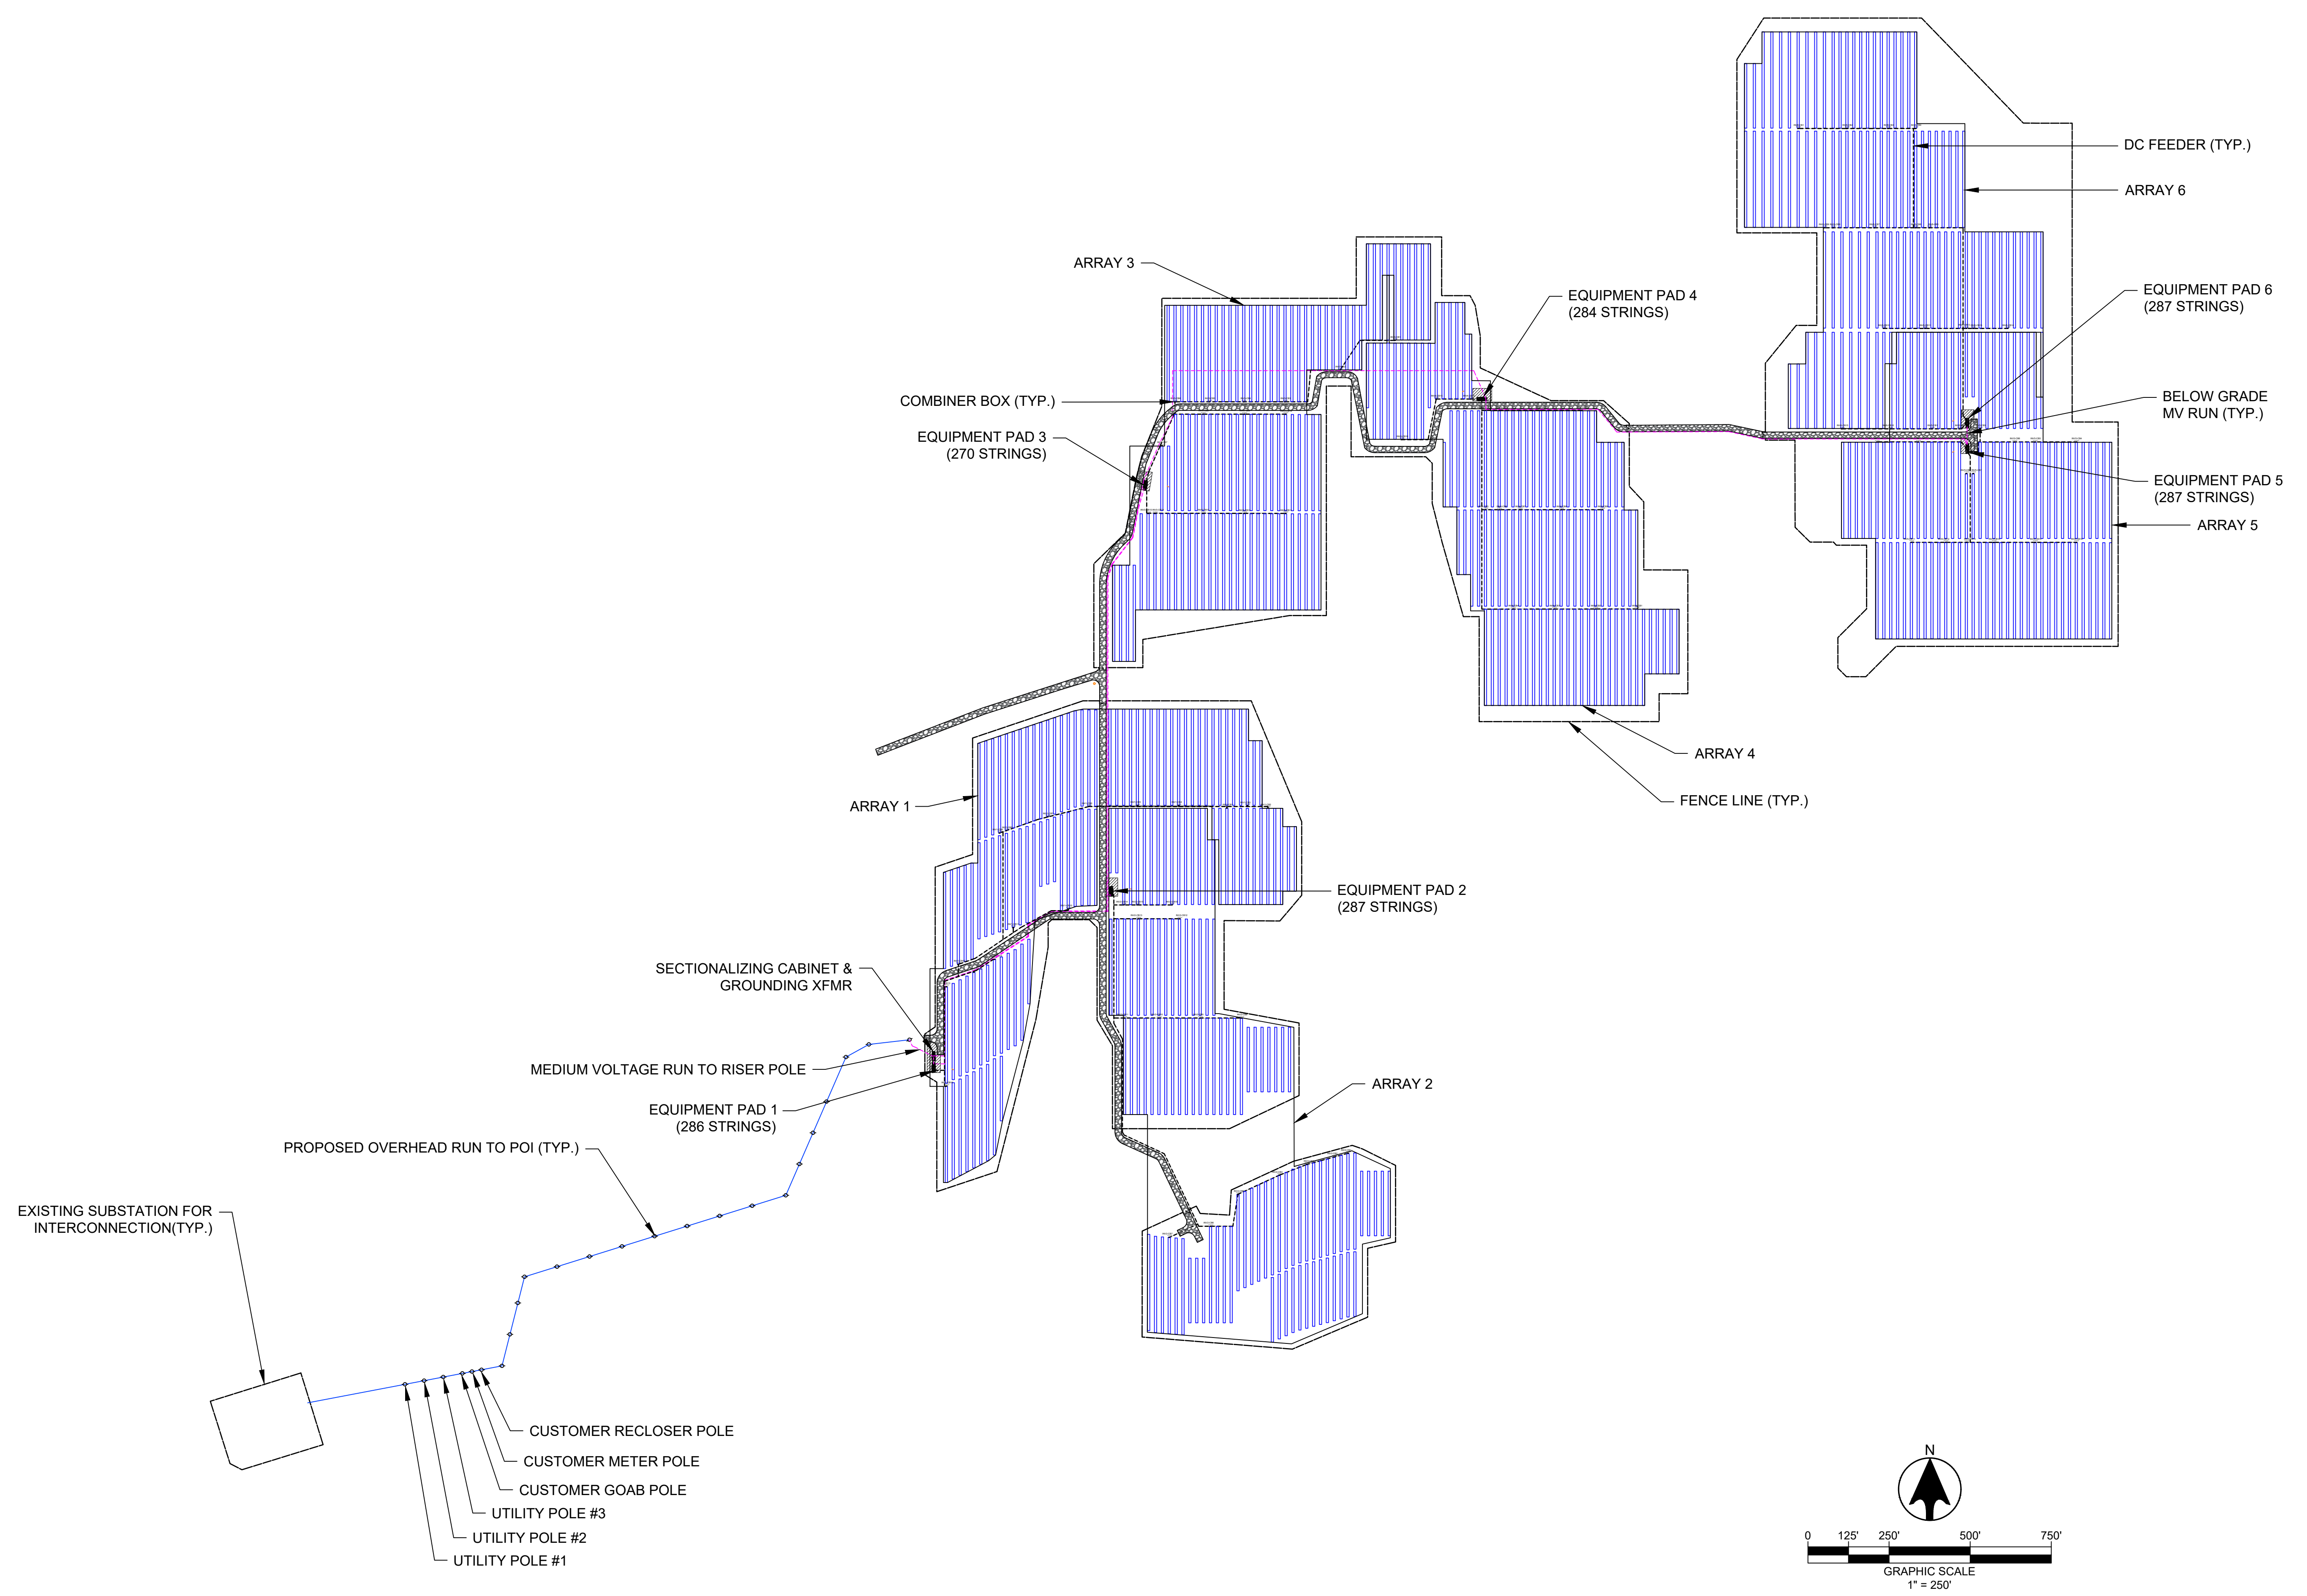 DC FEEDER (TYP.)
ARRAY 6
ARRAY 3
EQUIPMENT PAD 4
(284 STRINGS)
EQUIPMENT PAD 6
(287 STRINGS)
COMBINER BOX (TYP.)
BELOW GRADE
MV RUN (TYP.)
EQUIPMENT PAD 3
(270 STRINGS)
EQUIPMENT PAD 5
(287 STRINGS)
ARRAY 5
ARRAY 4
ARRAY 1
FENCE LINE (TYP.)
EQUIPMENT PAD 2
(287 STRINGS)
SECTIONALIZING CABINET &
GROUNDING XFMR
MEDIUM VOLTAGE RUN TO RISER POLE
ARRAY 2
EQUIPMENT PAD 1
(286 STRINGS)
PROPOSED OVERHEAD RUN TO POI (TYP.)
EXISTING SUBSTATION FOR
INTERCONNECTION(TYP.)
CUSTOMER RECLOSER POLE
CUSTOMER METER POLE
CUSTOMER GOAB POLE
UTILITY POLE #3
UTILITY POLE #2
UTILITY POLE #1
N
0 125' 250' 500' 750'
GRAPHIC SCALE
1" = 250'